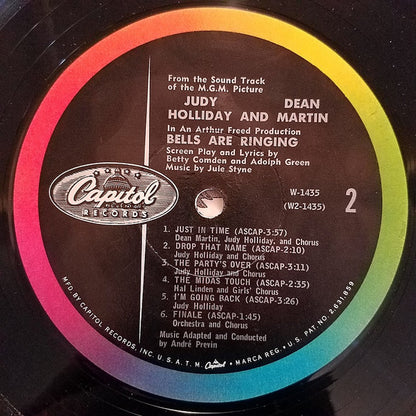 From the Sound Track
of the M.G.M. Picture
JUDY DEAN
HOLLIDAY AND MARTIN
In An Arthur Freed Production
BELLS ARE RINGING
Screen Play and Lyrics by
Betty Comden and Adolph Green
Music by Jule Styne
Capitol
RECORDS
W-1435
(W2-1435)
2
1. JUST IN TIME (ASCAP-3:57)
Dean Martin, Judy Holliday, and Chorus
2. DROP THAT NAME (ASCAP-2:10)
Judy Holliday and Chorus
3. THE PARTY'S OVER (ASCAP-3:11)
Judy Holliday and Chorus
4. THE MIDAS TOUCH (ASCAP-2:35)
Hal Linden and Girls' Chorus
5. I'M GOING BACK (ASCAP-3:26)
Judy Holliday
6. FINALE (ASCAP-1:45)
Orchestra and Chorus
Music Adapted and Conducted
by André Previn
MFD BY CAPITOL RECORDS, INC. U.S.A. T.M. Capitol MARCA REG. U.S. PAT. NO. 2,631,859